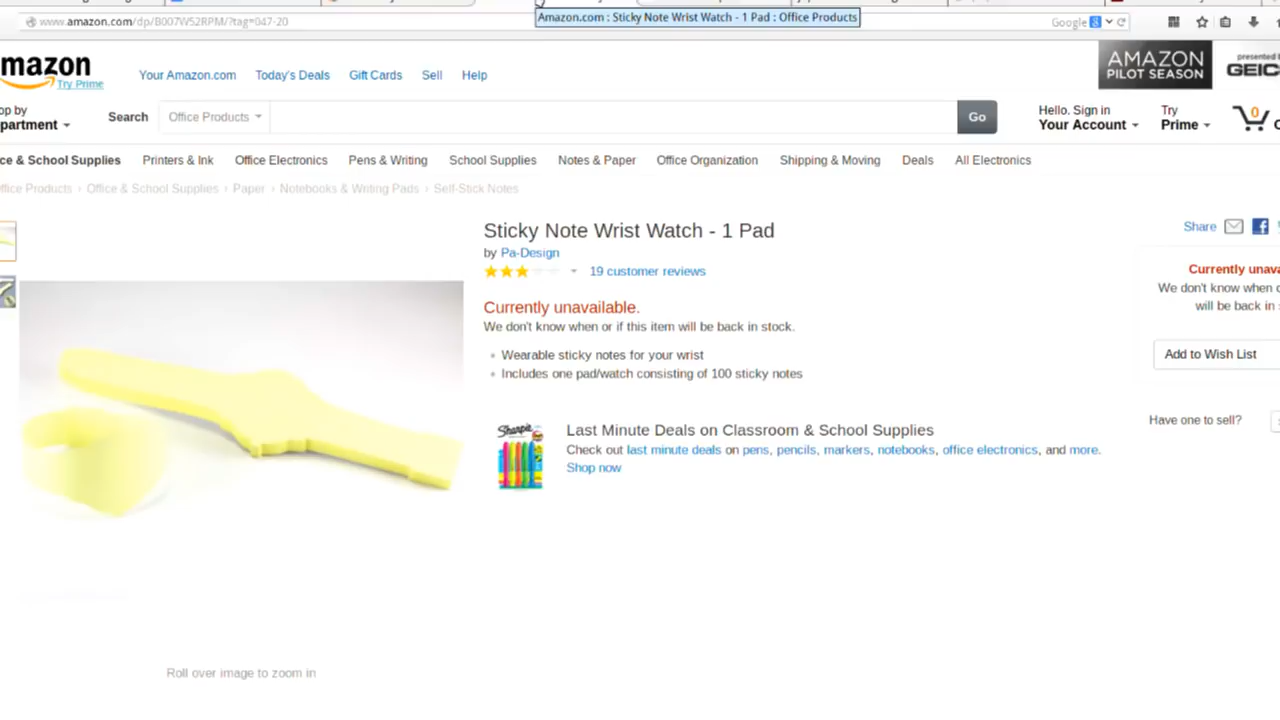 www.amazon.com/dp/B007W52RPM/?tag=047-20
Amazon.com : Sticky Note Wrist Watch - 1 Pad : Office Products
Google
mazon
Try Prime
Your Amazon.com Today's Deals Gift Cards Sell Help
AMAZON
PILOT SEASON
presented b
GEIC
op by
partment
Search
Office Products
Go
Hello. Sign in
Your Account
Try
Prime
0
C
ce & School Supplies Printers & Ink Office Electronics Pens & Writing School Supplies Notes & Paper Office Organization Shipping & Moving Deals All Electronics
ffice Products › Office & School Supplies › Paper › Notebooks & Writing Pads › Self-Stick Notes
Sticky Note Wrist Watch - 1 Pad
by Pa-Design
19 customer reviews
Currently unavailable.
We don't know when or if this item will be back in stock.
Wearable sticky notes for your wrist
Includes one pad/watch consisting of 100 sticky notes
Share
Currently unava
We don't know when o
will be back in
Add to Wish List
Have one to sell?
Sharpie
Last Minute Deals on Classroom & School Supplies
Check out last minute deals on pens, pencils, markers, notebooks, office electronics, and more.
Shop now
Roll over image to zoom in